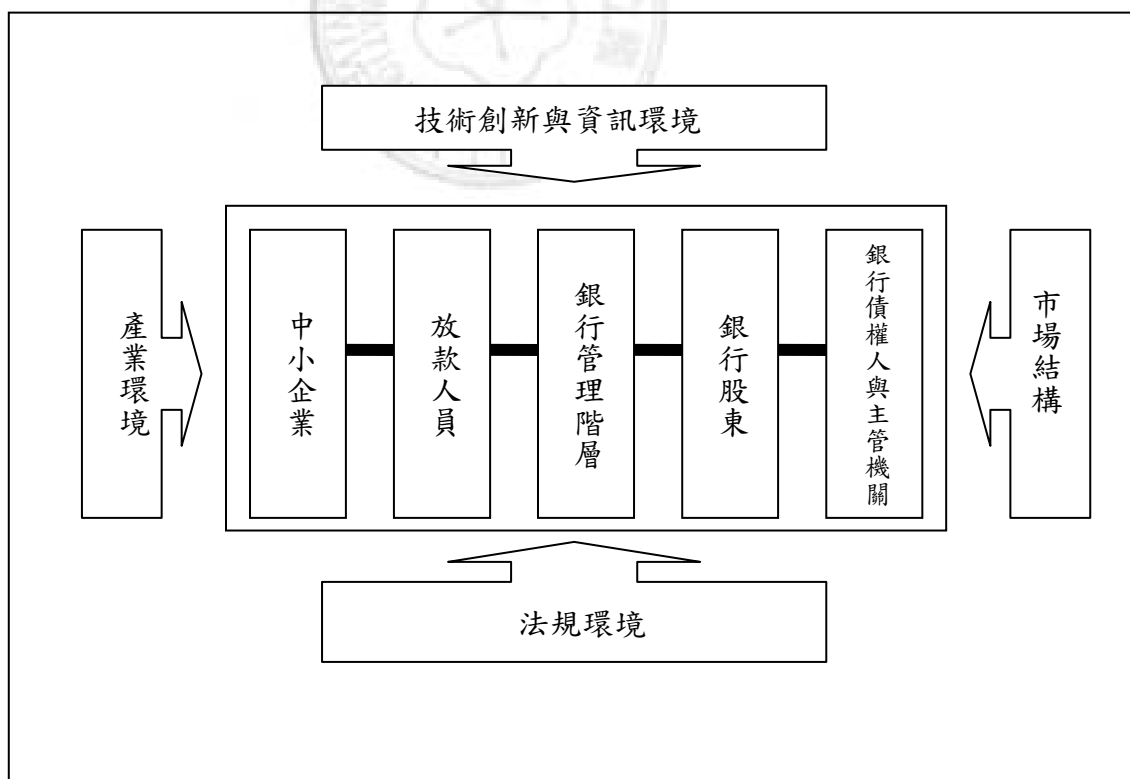 技術創新與資訊環境
產業環境
中小企業
放款人員
銀行管理階層
銀行股東
銀行債權人與主管機關
市場結構
法規環境